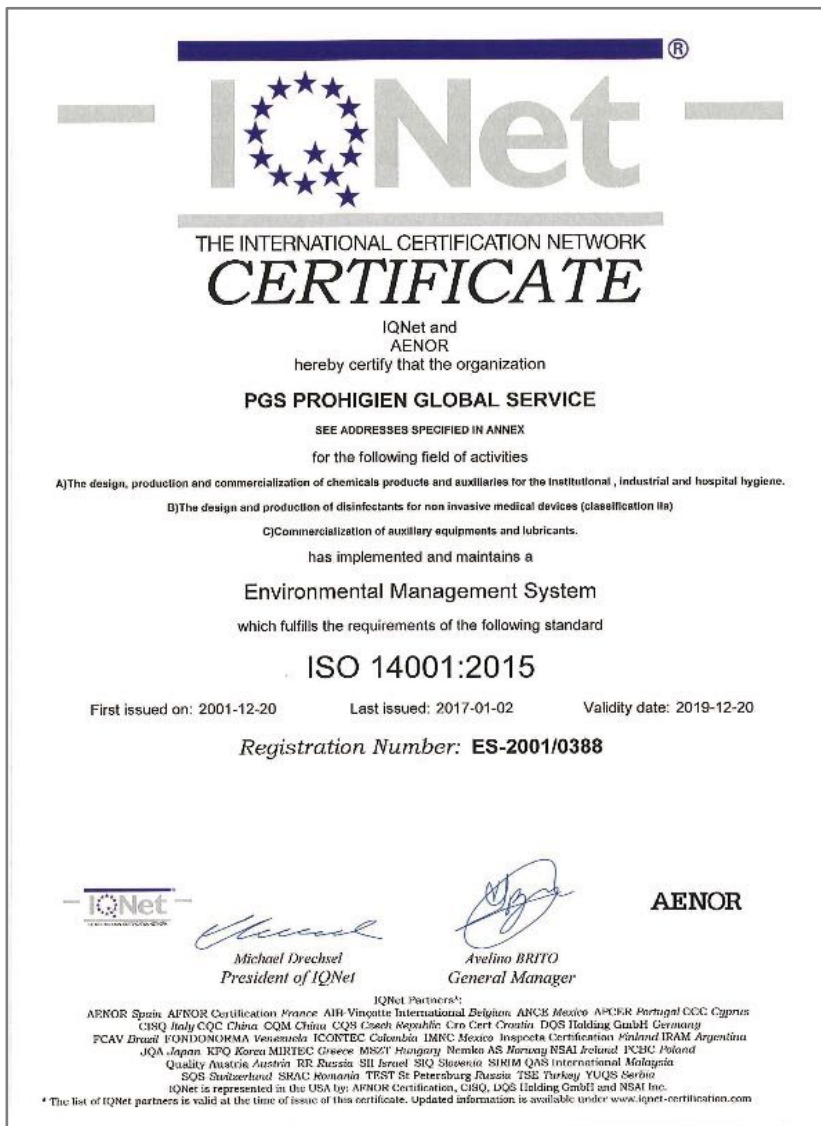 IQNet ®
THE INTERNATIONAL CERTIFICATION NETWORK
CERTIFICATE
IQNet and
AENOR
hereby certify that the organization
PGS PROHIGIEN GLOBAL SERVICE
SEE ADDRESSES SPECIFIED IN ANNEX
for the following field of activities
A)The design, production and commercialization of chemicals products and auxiliaries for the institutional , industrial and hospital hygiene.
B)The design and production of disinfectants for non invasive medical devices (classification IIa)
C)Commercialization of auxiliary equipments and lubricants.
has implemented and maintains a
Environmental Management System
which fulfills the requirements of the following standard
ISO 14001:2015
First issued on: 2001-12-20 Last issued: 2017-01-02 Validity date: 2019-12-20
Registration Number: ES-2001/0388
IQNet
THE INTERNATIONAL CERTIFICATION NETWORK
AENOR
Michael Drechsel
President of IQNet
Avelino BRITO
General Manager
IQNet Partners*:
AENOR Spain AFNOR Certification France AIB-Vinçotte International Belgium ANCE Mexico APCER Portugal CCC Cyprus
CISQ Italy CQC China CQM China CQS Czech Republic Cro Cert Croatia DQS Holding GmbH Germany
FCAV Brazil FONDONORMA Venezuela ICONTEC Colombia IMNC Mexico Inspecta Certification Finland IRAM Argentina
JQA Japan KFQ Korea MIRTEC Greece MSZT Hungary Nemko AS Norway NSAI Ireland PCBC Poland
Quality Austria Austria RR Russia SII Israel SIQ Slovenia SIRIM QAS International Malaysia
SQS Switzerland SRAC Romania TEST St Petersburg Russia TSE Turkey YUQS Serbia
IQNet is represented in the USA by: AFNOR Certification, CISQ, DQS Holding GmbH and NSAI Inc.
* The list of IQNet partners is valid at the time of issue of this certificate. Updated information is available under www.iqnet-certification.com